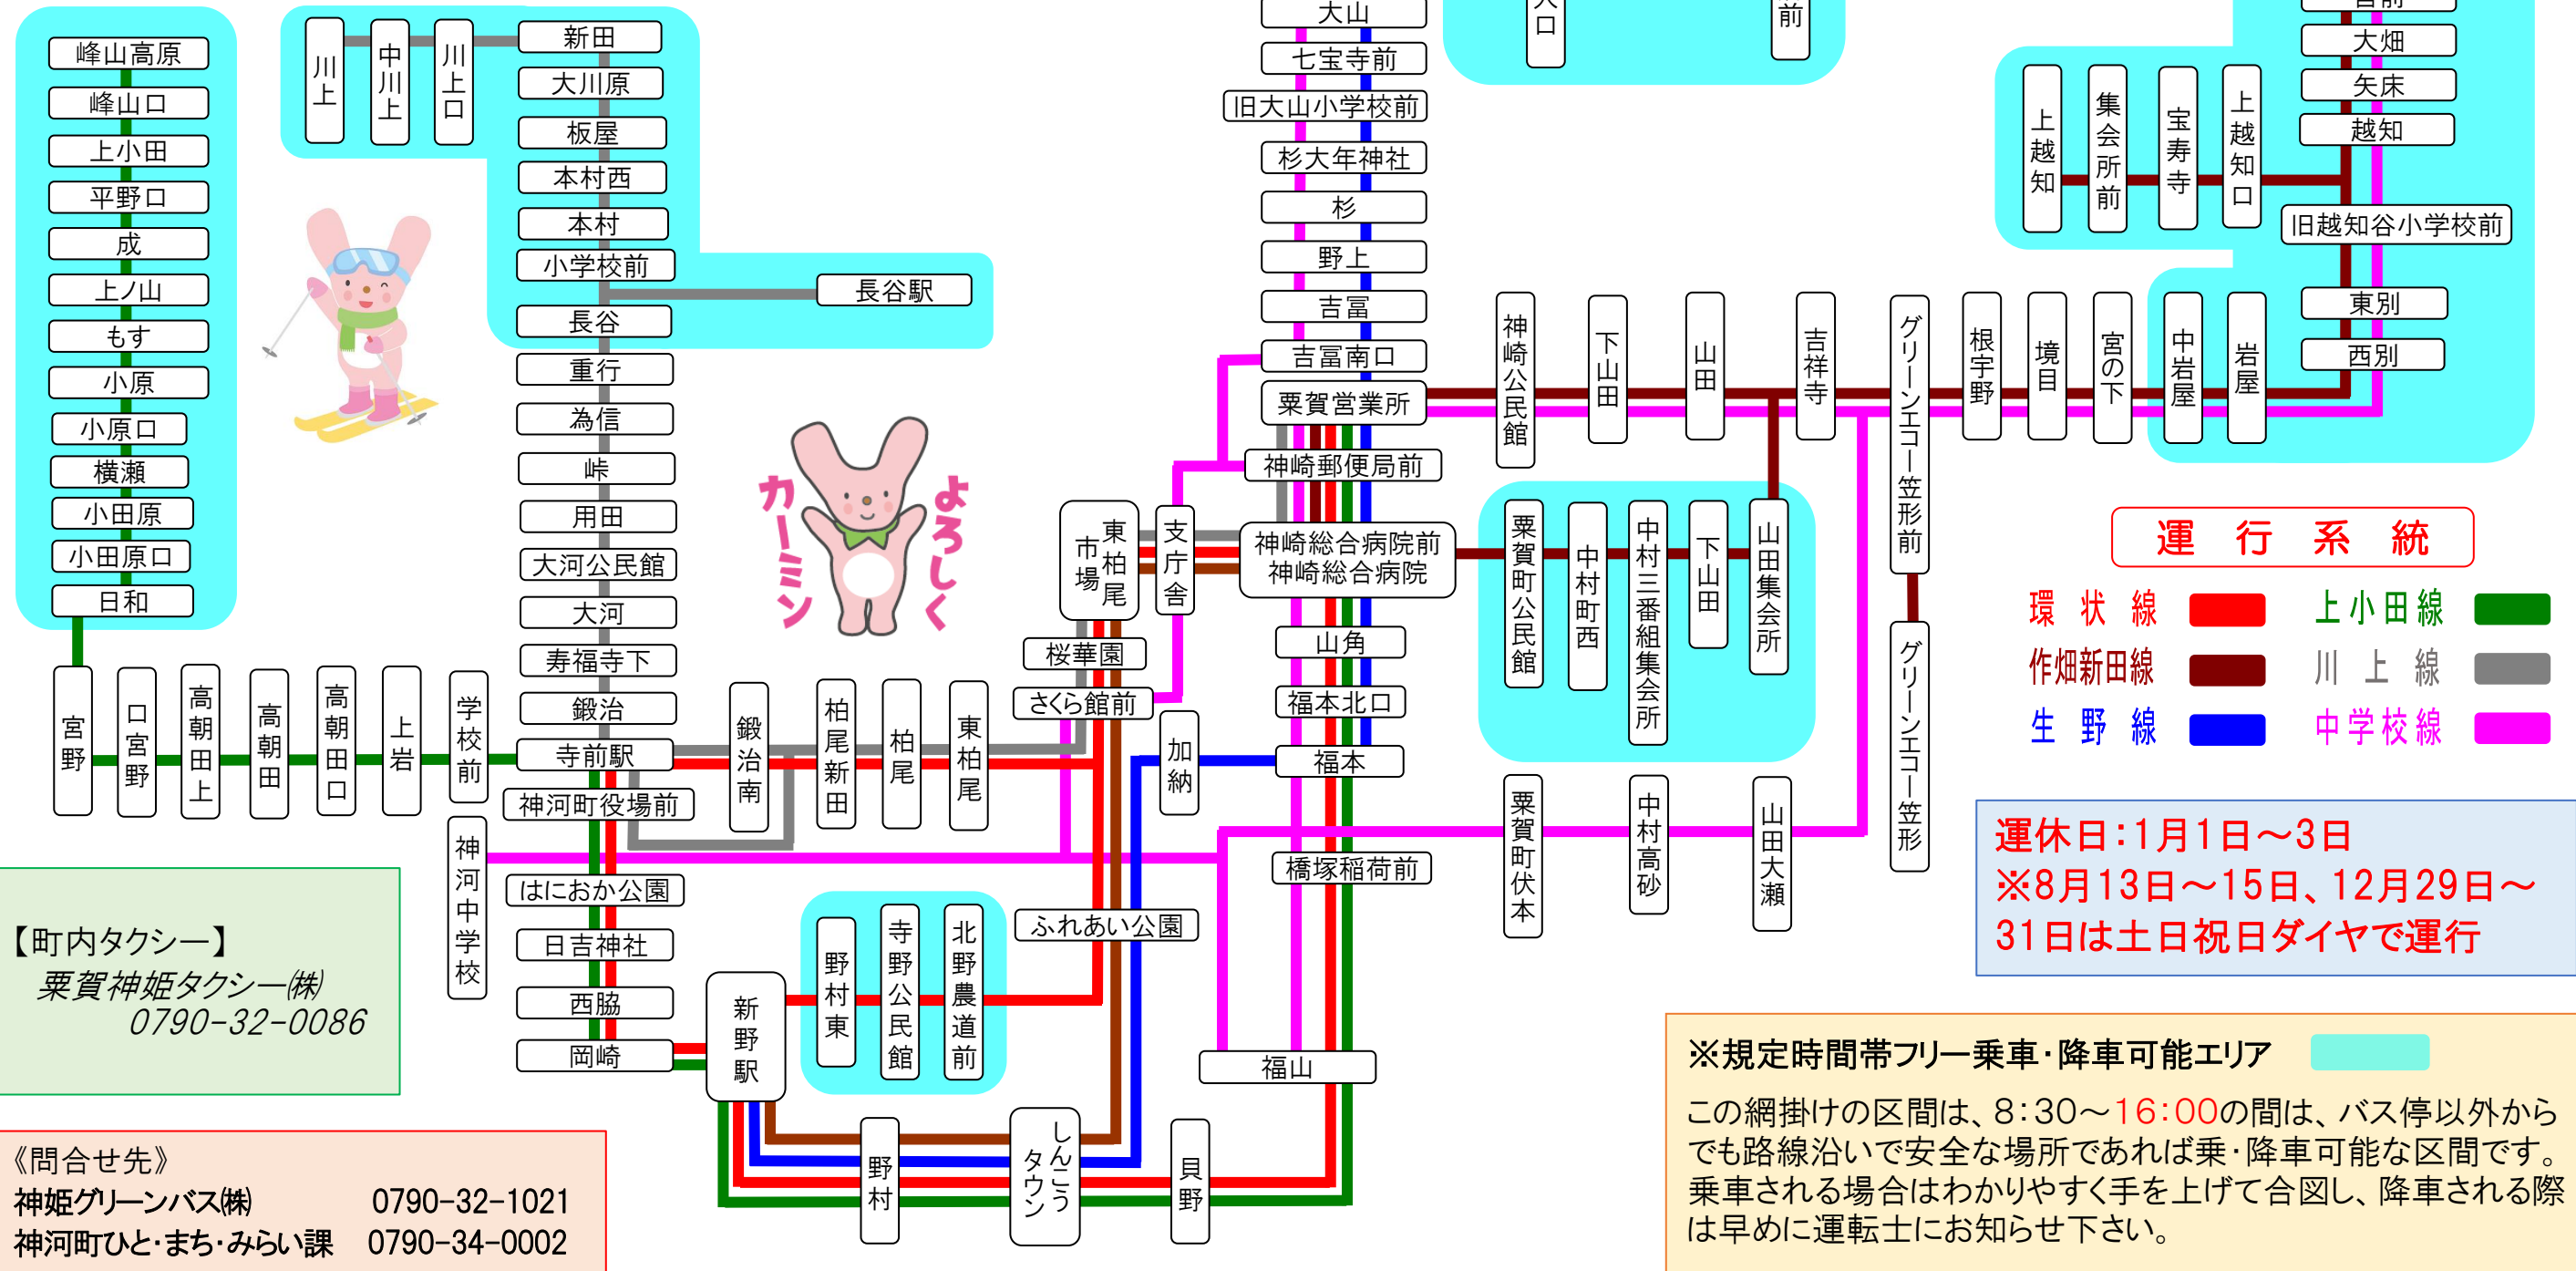 峰山高原
峰山口
上小田
平野口
成
上ノ山
もす
小原
小原口
横瀬
小田原
小田原口
日和
川上
中川上
川上口
新田
大川原
板屋
本村西
本村
小学校前
長谷駅
長谷
重行
為信
峠
用田
大河公民館
大河
寿福寺下
鍛治
寺前駅
宮野
口宮野
高朝田上
高朝田
高朝田口
上岩
学校前
神河町役場前
神河中学校
はにおか公園
日吉神社
西脇
岡崎
鍛治南
柏尾新田
柏尾
東柏尾
よろしく
カーミン
大山
七宝寺前
旧大山小学校前
杉大年神社
杉
野上
吉冨
吉冨南口
粟賀営業所
神崎郵便局前
神崎総合病院前
神崎総合病院
東柏尾
市場
支庁舎
桜華園
さくら館前
加納
山角
福本北口
福本
橋塚稲荷前
ふれあい公園
福山
新野駅
野村東
寺野公民館
北野農道前
野村
しんこう
タウン
貝野
入口
前
神崎公民館
下山田
山田
吉祥寺
グリーンエコー笠形前
根宇野
境目
宮の下
中岩屋
岩屋
グリーンエコー笠形
粟賀町公民館
中村町西
中村三番組集会所
下山田
山田集会所
粟賀町伏本
中村高砂
山田大瀬
大畑
矢床
越知
上越知
集会所前
宝寿寺
上越知口
旧越知谷小学校前
東別
西別
運行系統
環状線
上小田線
作畑新田線
川上線
生野線
中学校線
運休日：1月1日～3日
※8月13日～15日、12月29日～
31日は土日祝日ダイヤで運行
※規定時間帯フリー乗車・降車可能エリア
この網掛けの区間は、8：30～16：00の間は、バス停以外から
でも路線沿いで安全な場所であれば乗・降車可能な区間です。
乗車される場合はわかりやすく手を上げて合図し、降車される際
は早めに運転士にお知らせ下さい。
【町内タクシー】
粟賀神姫タクシー㈱
0790-32-0086
《問合せ先》
神姫グリーンバス㈱ 0790-32-1021
神河町ひと・まち・みらい課 0790-34-0002